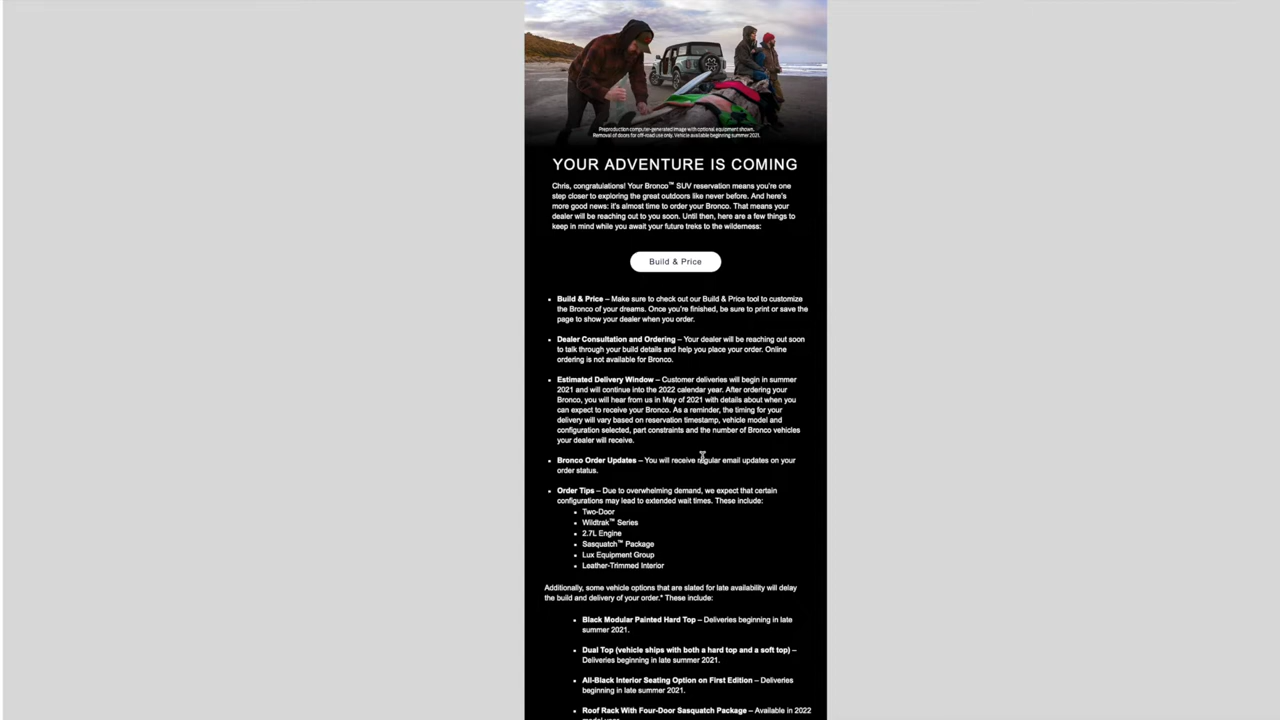 Preproduction computer-generated image with optional equipment shown.
Removal of doors for off-road use only. Vehicle available beginning summer 2021.
YOUR ADVENTURE IS COMING
Chris, congratulations! Your Bronco™ SUV reservation means you're one
step closer to exploring the great outdoors like never before. And here's
more good news: it's almost time to order your Bronco. That means your
dealer will be reaching out to you soon. Until then, here are a few things to
keep in mind while you await your future treks to the wilderness:
Build & Price
▪ Build & Price – Make sure to check out our Build & Price tool to customize
the Bronco of your dreams. Once you're finished, be sure to print or save the
page to show your dealer when you order.
▪ Dealer Consultation and Ordering – Your dealer will be reaching out soon
to talk through your build details and help you place your order. Online
ordering is not available for Bronco.
▪ Estimated Delivery Window – Customer deliveries will begin in summer
2021 and will continue into the 2022 calendar year. After ordering your
Bronco, you will hear from us in May of 2021 with details about when you
can expect to receive your Bronco. As a reminder, the timing for your
delivery will vary based on reservation timestamp, vehicle model and
configuration selected, part constraints and the number of Bronco vehicles
your dealer will receive.
▪ Bronco Order Updates – You will receive regular email updates on your
order status.
▪ Order Tips – Due to overwhelming demand, we expect that certain
configurations may lead to extended wait times. These include:
▪ Two-Door
▪ Wildtrak™ Series
▪ 2.7L Engine
▪ Sasquatch™ Package
▪ Lux Equipment Group
▪ Leather-Trimmed Interior
Additionally, some vehicle options that are slated for late availability will delay
the build and delivery of your order.* These include:
▪ Black Modular Painted Hard Top – Deliveries beginning in late
summer 2021.
▪ Dual Top (vehicle ships with both a hard top and a soft top) –
Deliveries beginning in late summer 2021.
▪ All-Black Interior Seating Option on First Edition – Deliveries
beginning in late summer 2021.
▪ Roof Rack With Four-Door Sasquatch Package – Available in 2022
model year.